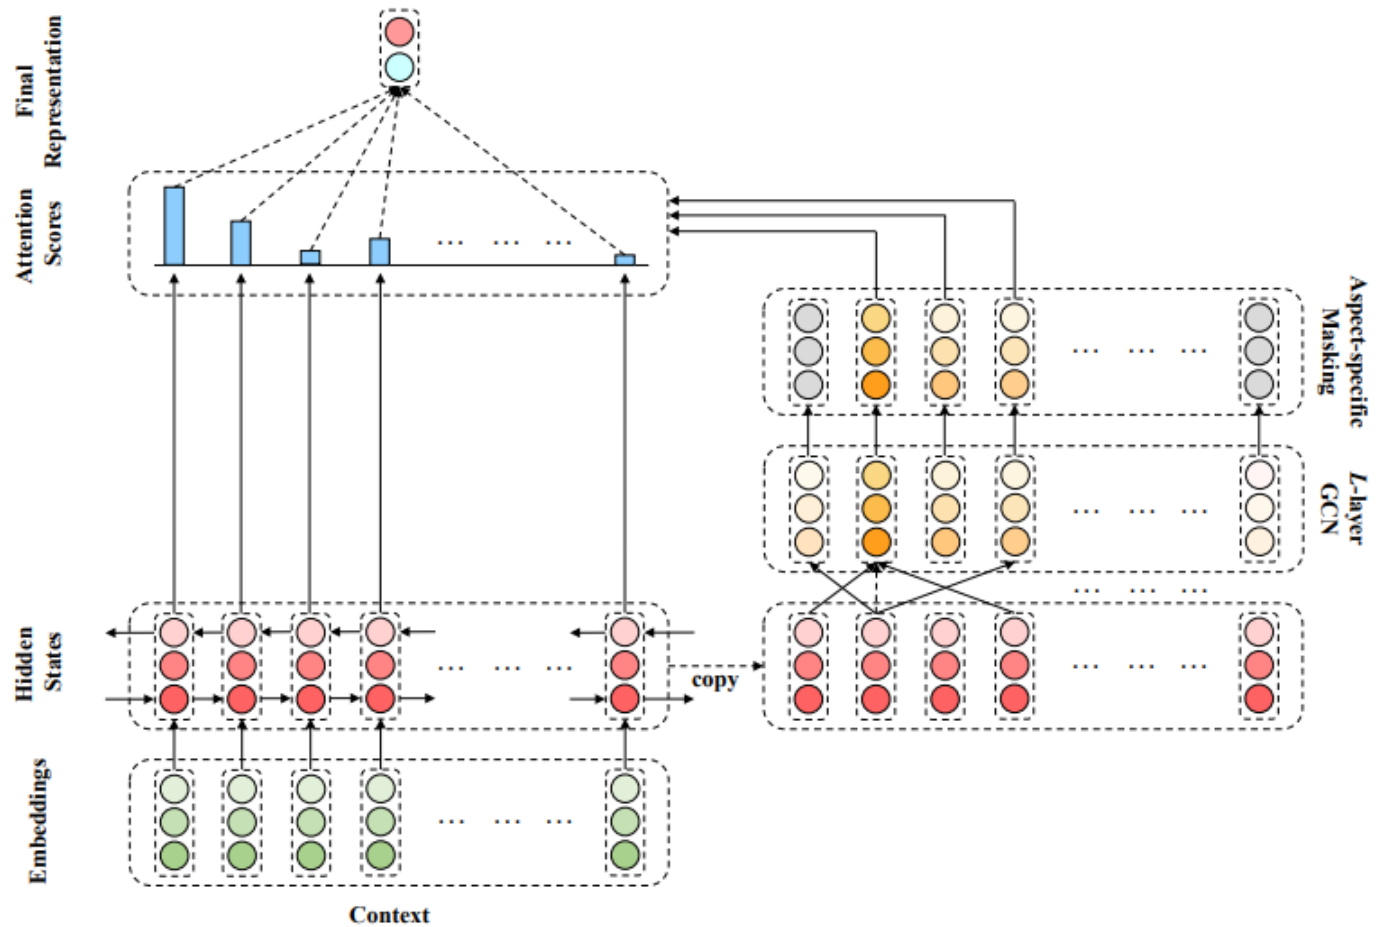 Final
Representation
Attention
Scores
... ... ...
Aspect-specific
Masking
... ... ...
L-layer
GCN
... ... ...
... ... ...
Hidden
States
... ... ...
copy
... ... ...
Embeddings
... ... ...
Context